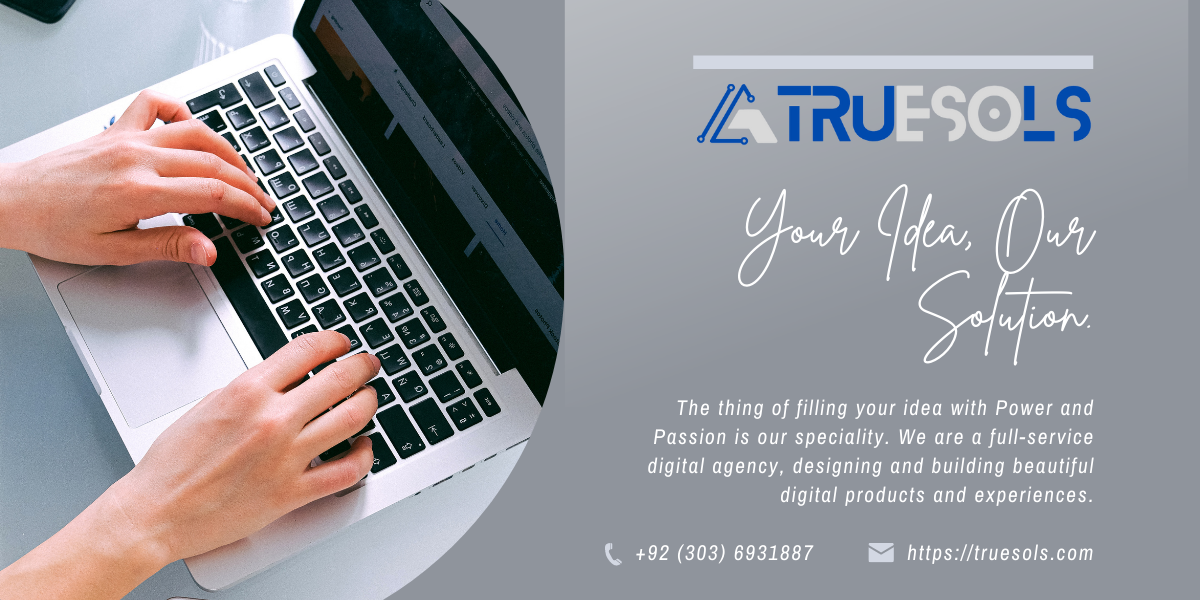 TRUESOLS
Your Idea, Our
Solution.
The thing of filling your idea with Power and
Passion is our speciality. We are a full-service
digital agency, designing and building beautiful
digital products and experiences.
+92 (303) 6931887
https://truesols.com